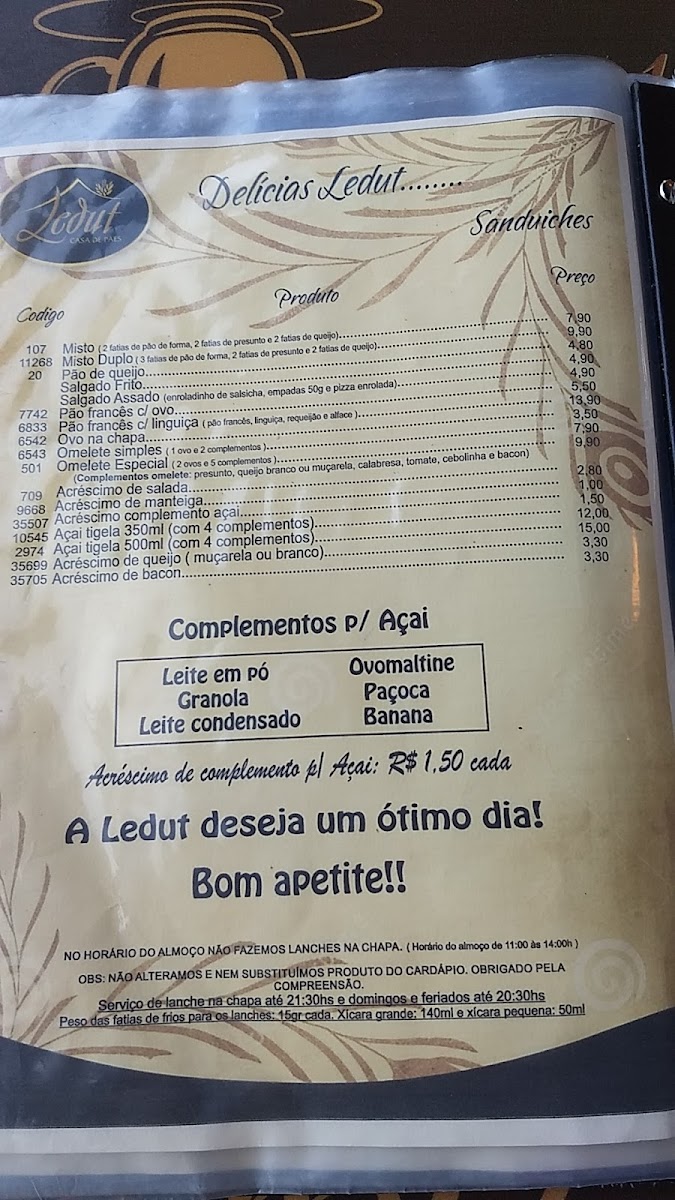 Ledut
CASA DE PÃES
Delícias Ledut........
Sanduiches
Codigo Produto Preço
107 Misto ( 2 fatias de pão de forma, 2 fatias de presunto e 2 fatias de queijo)........ 7,90
11268 Misto Duplo ( 3 fatias de pão de forma, 2 fatias de presunto e 2 fatias de queijo)........ 9,90
20 Pão de queijo........ 4,80
Salgado Frito........ 4,90
Salgado Assado (enroladinho de salsicha, empadas 50g e pizza enrolada)........ 4,90
7742 Pão francês c/ ovo........ 5,50
6833 Pão francês c/ linguiça ( pão francês, linguiça, requeijão e alface )........ 13,90
6542 Ovo na chapa........ 3,50
6543 Omelete simples ( 1 ovo e 2 complementos )........ 7,90
501 Omelete Especial ( 2 ovos e 5 complementos )........ 9,90
(Complementos omelete: presunto, queijo branco ou muçarela, calabresa, tomate, cebolinha e bacon)
709 Acréscimo de salada........ 2,80
9668 Acréscimo de manteiga........ 1,00
35507 Acréscimo complemento açai........ 1,50
10545 Açai tigela 350ml (com 4 complementos)........ 12,00
2974 Açai tigela 500ml (com 4 complementos)........ 15,00
35699 Acréscimo de queijo ( muçarela ou branco)........ 3,30
35705 Acréscimo de bacon........ 3,30
Complementos p/ Açai
Leite em pó Ovomaltine
Granola Paçoca
Leite condensado Banana
Acréscimo de complemento p/ Açai: R$ 1,50 cada
A Ledut deseja um ótimo dia!
Bom apetite!!
NO HORÁRIO DO ALMOÇO NÃO FAZEMOS LANCHES NA CHAPA. ( Horário do almoço de 11:00 às 14:00h )
OBS: NÃO ALTERAMOS E NEM SUBSTITUÍMOS PRODUTO DO CARDÁPIO. OBRIGADO PELA
COMPREENSÃO.
Serviço de lanche na chapa até 21:30hs e domingos e feriados até 20:30hs
Peso das fatias de frios para os lanches: 15gr cada. Xícara grande: 140ml e xícara pequena: 50ml